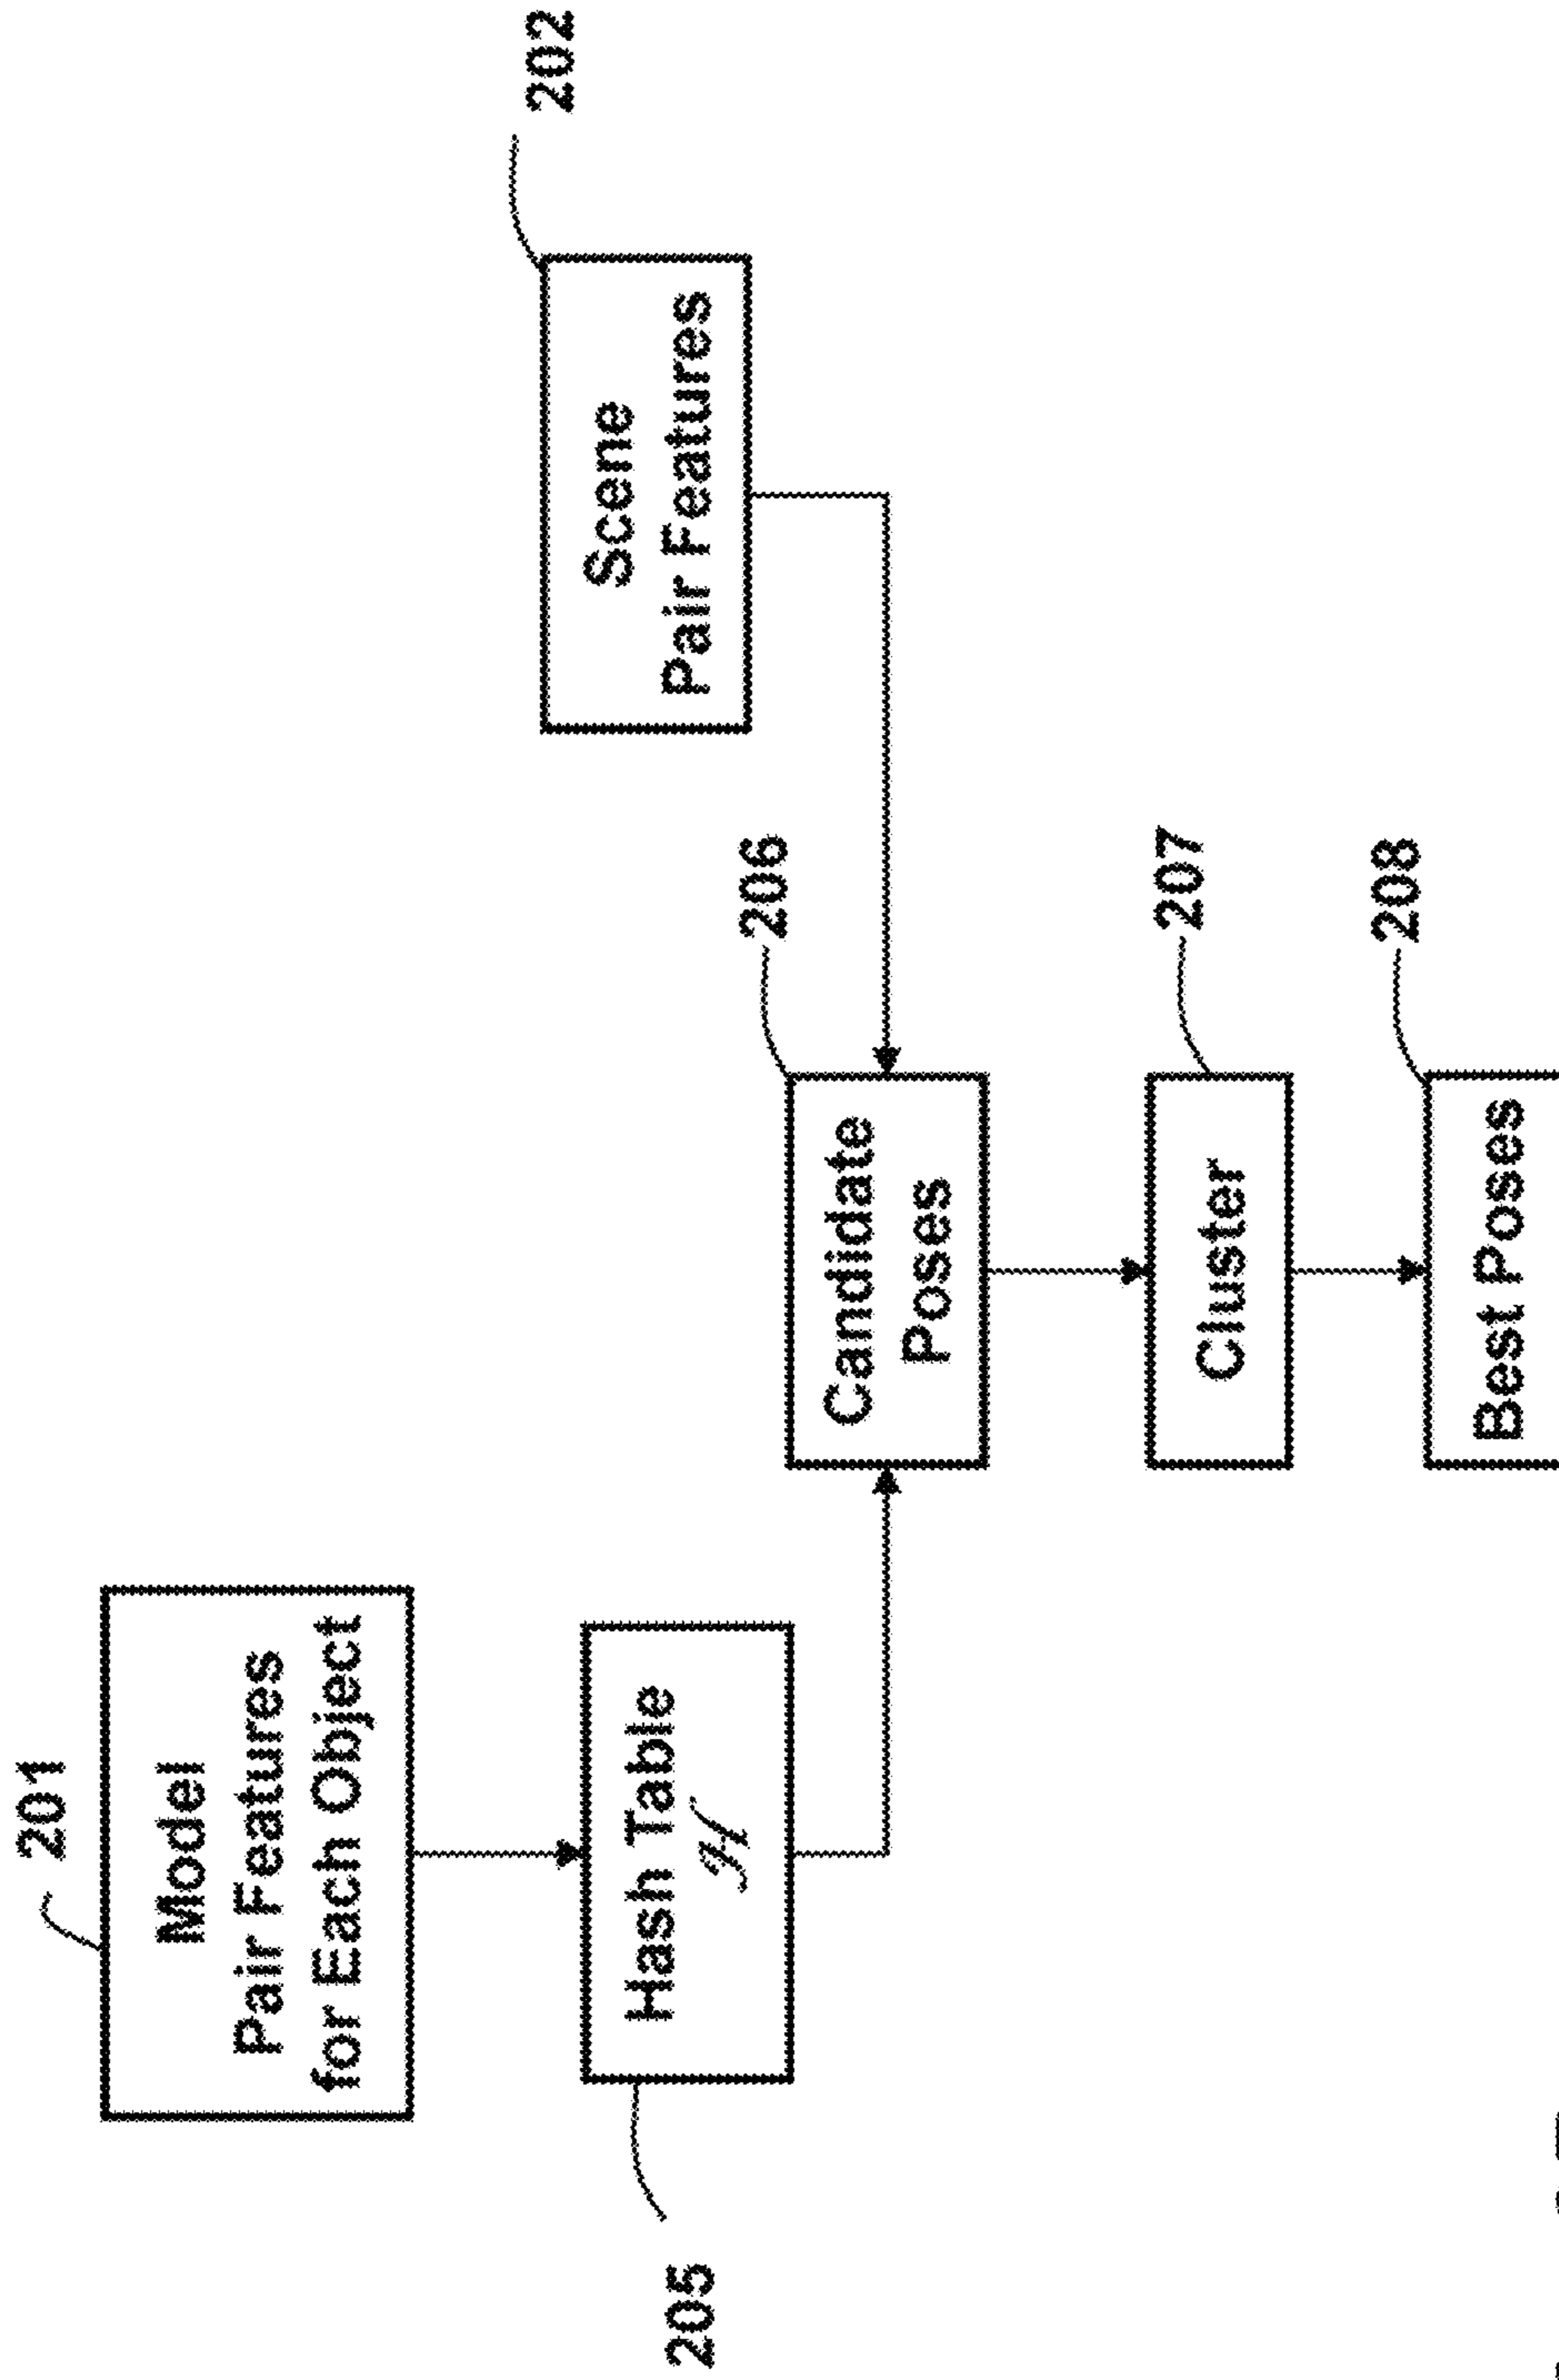 201
Model
Pair Features
for Each Object
202
Scene
Pair Features
205
Hash Table
ℋ
206
Candidate
Poses
207
Cluster
208
Best Poses